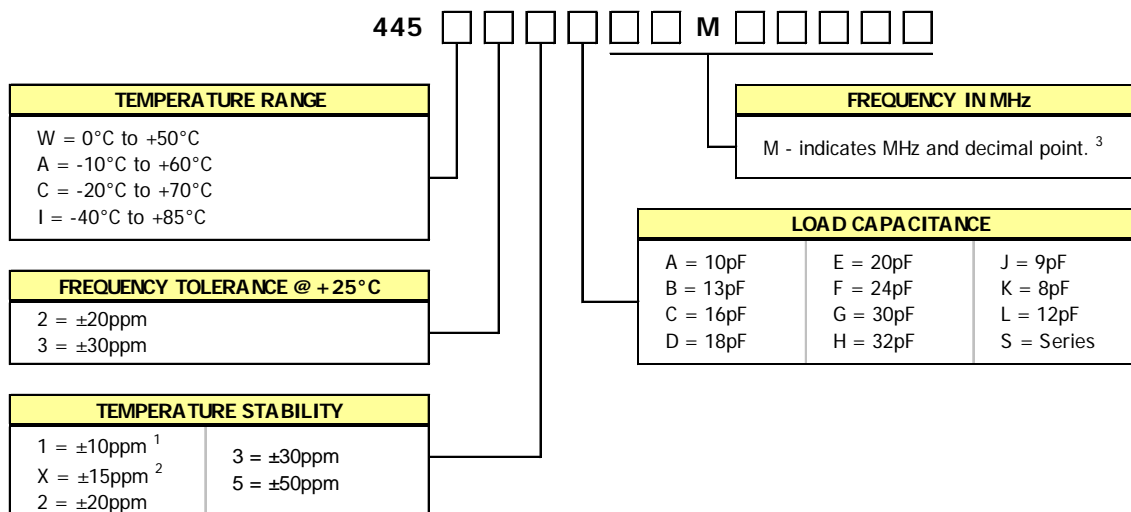 445 M
TEMPERATURE RANGE
W = 0°C to +50°C
A = -10°C to +60°C
C = -20°C to +70°C
I = -40°C to +85°C
FREQUENCY IN MHz
M - indicates MHz and decimal point. 3
FREQUENCY TOLERANCE @ +25°C
2 = ±20ppm
3 = ±30ppm
LOAD CAPACITANCE
A = 10pF
B = 13pF
C = 16pF
D = 18pF
E = 20pF
F = 24pF
G = 30pF
H = 32pF
J = 9pF
K = 8pF
L = 12pF
S = Series
TEMPERATURE STABILITY
1 = ±10ppm 1
X = ±15ppm 2
2 = ±20ppm
3 = ±30ppm
5 = ±50ppm